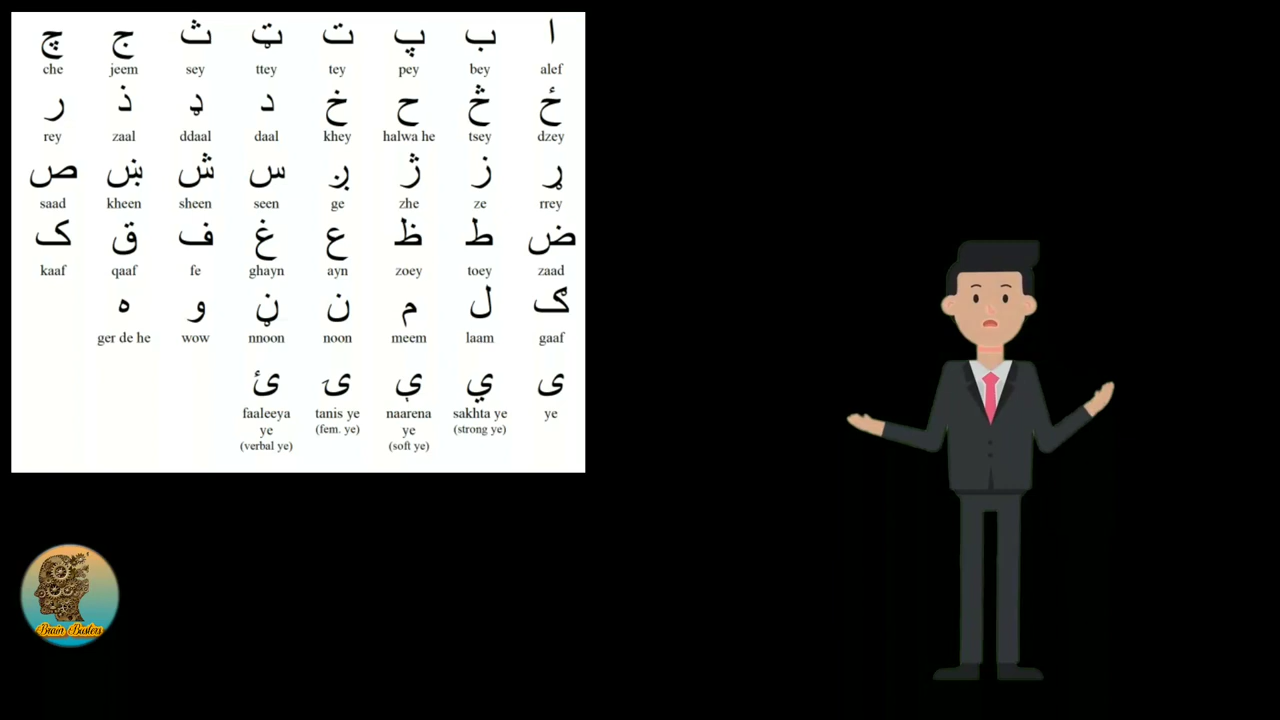 ا ب پ ت ټ ث ج چ
alef bey pey tey ttey sey jeem che
ځ څ ح خ د ډ ذ ر
dzey tsey halwa he khey daal ddaal zaal rey
ړ ز ژ ږ س ش ښ ص
rrey ze zhe ge seen sheen kheen saad
ض ط ظ ع غ ف ق ک
zaad toey zoey ayn ghayn fe qaaf kaaf
ګ ل م ن ڼ و ه
gaaf laam meem noon nnoon wow ger de he
ی ي ې ۍ ئ
ye sakhta ye naarena tanis ye faaleeya
(strong ye) ye (fem. ye) ye
(soft ye) (verbal ye)
Brain Busters